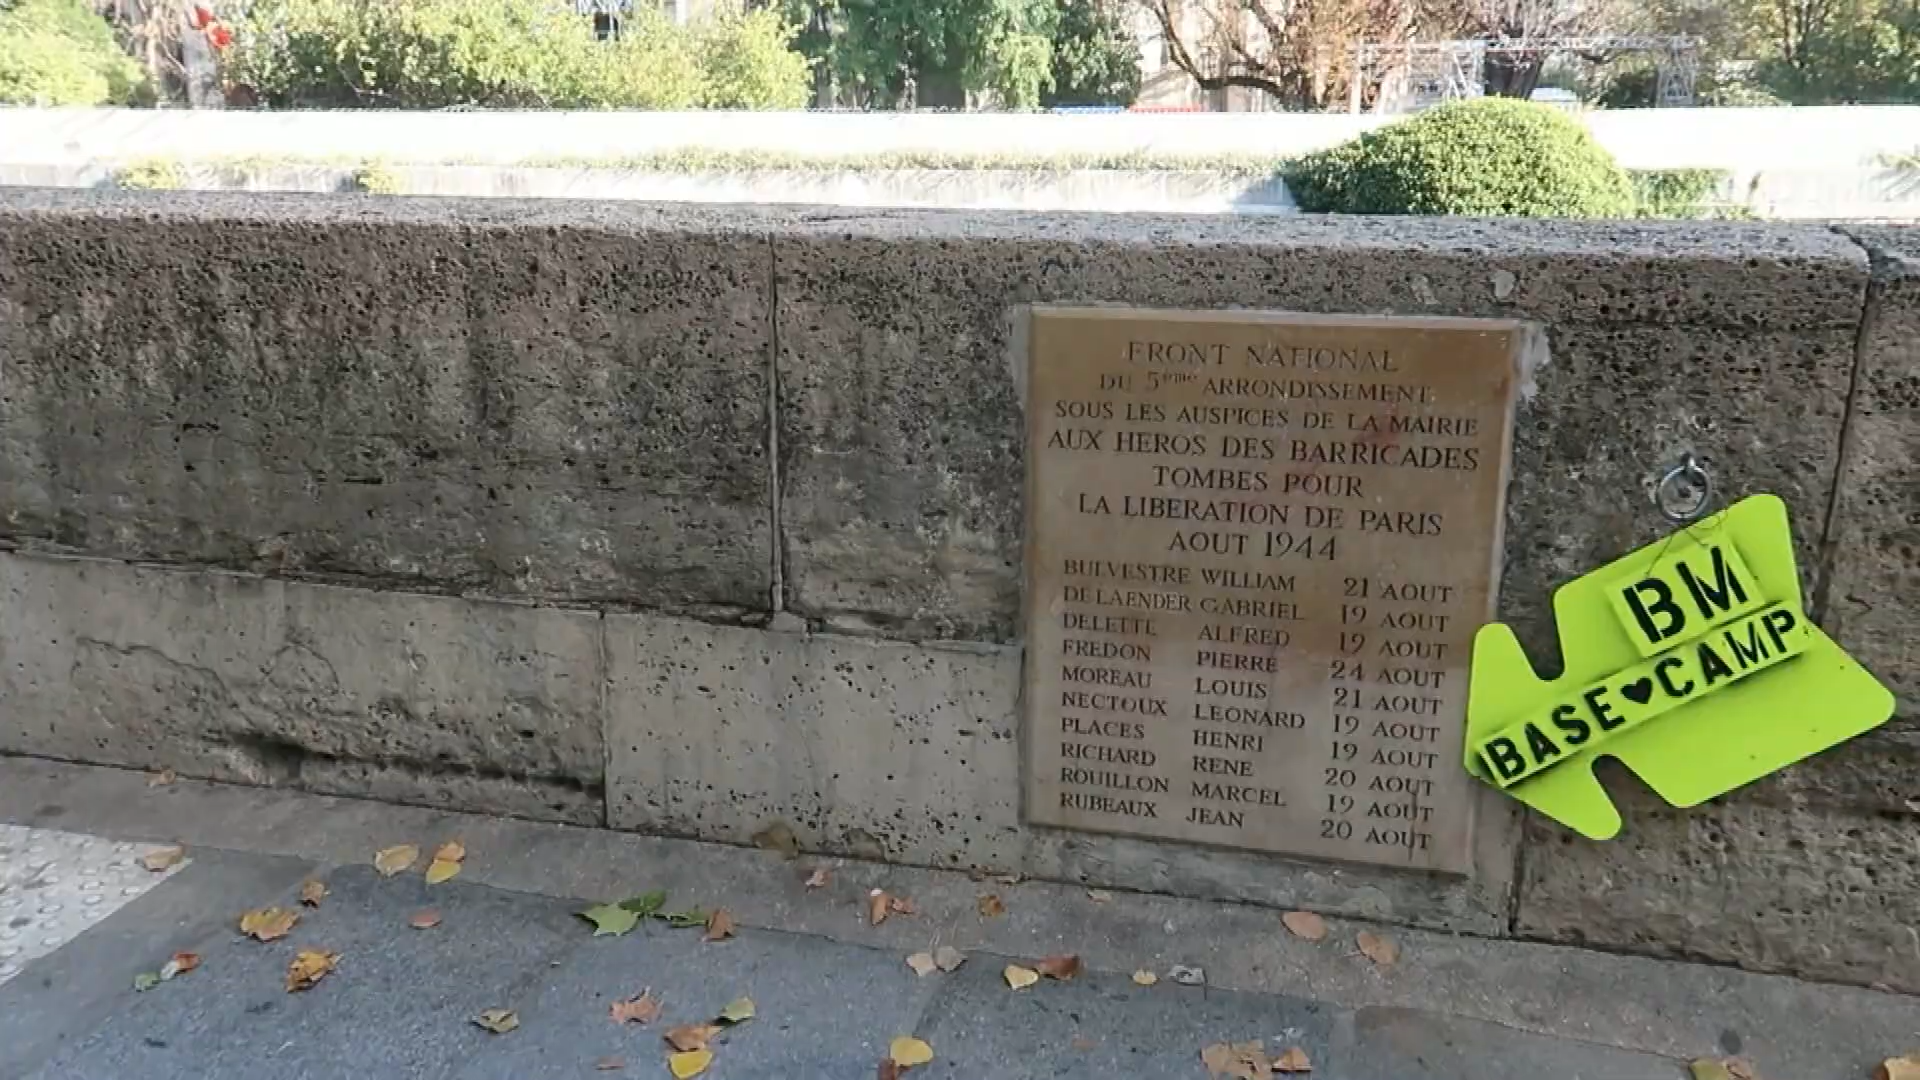 FRONT NATIONAL
DU 5eme ARRONDISSEMENT
SOUS LES AUSPICES DE LA MAIRIE
AUX HEROS DES BARRICADES
TOMBES POUR
LA LIBERATION DE PARIS
AOUT 1944
BULVESTRE WILLIAM 21 AOUT
DELAENDER GABRIEL 19 AOUT
DELETTE ALFRED 19 AOUT
FREDON PIERRE 24 AOUT
MOREAU LOUIS 21 AOUT
NECTOUX LEONARD 19 AOUT
PLACES HENRI 19 AOUT
RICHARD RENE 20 AOUT
ROUILLON MARCEL 19 AOUT
RUBEAUX JEAN 20 AOUT
BM
BASE♥CAMP